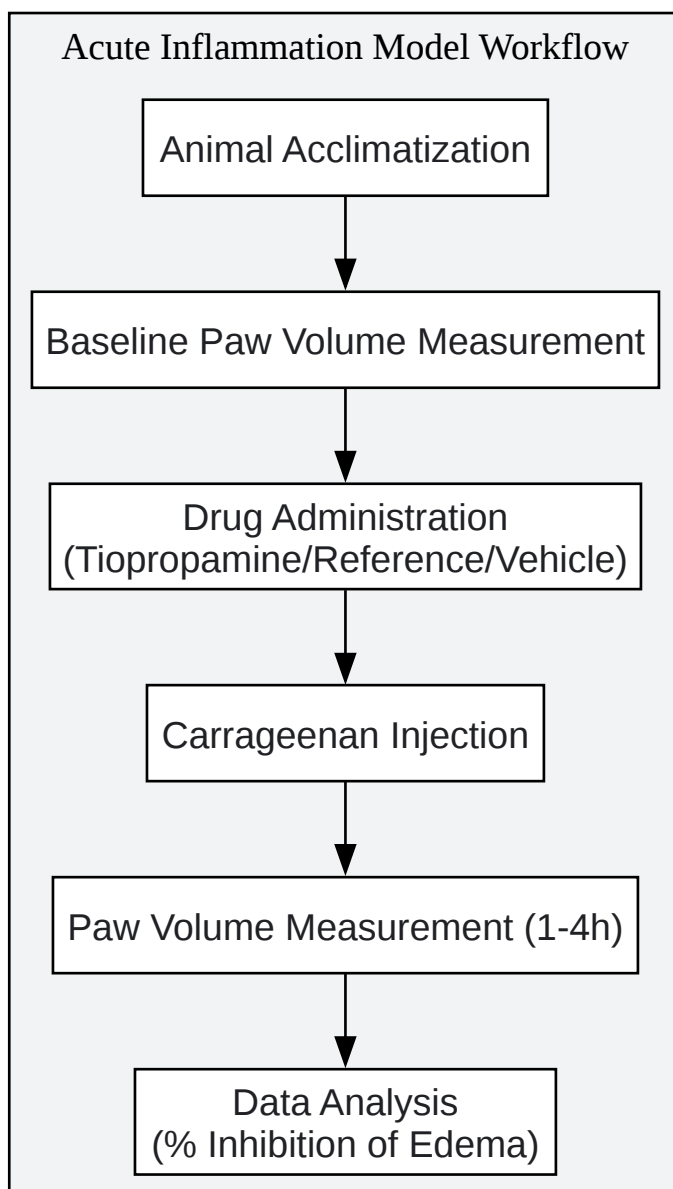 Acute Inflammation Model Workflow
Animal Acclimatization
Baseline Paw Volume Measurement
Drug Administration
(Tiopropamine/Reference/Vehicle)
Carrageenan Injection
Paw Volume Measurement (1-4h)
Data Analysis
(% Inhibition of Edema)